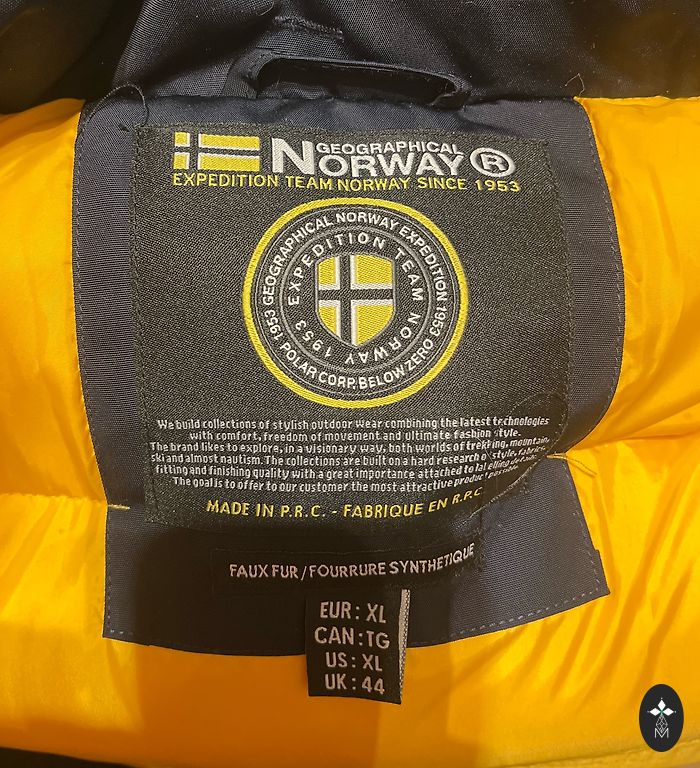 GEOGRAPHICAL
NORWAY ®
EXPEDITION TEAM NORWAY SINCE 1953
GEOGRAPHICAL NORWAY EXPEDITION 1953
POLAR CORP. BELOW ZERO 1953
EXPEDITION TEAM NORWAY 1953
We build collections of stylish outdoor wear combining the latest technologies
with comfort, freedom of movement and ultimate fashion style.
The brand likes to explore, in a visionary way, both worlds of trekking, mountain,
ski and almost nautism. The collections are built on a hard research o style, fabrics,
fitting and finishing quality with a great importance attached to
The goal is to offer to our customer the most attractive possible.
MADE IN P.R.C. - FABRIQUE EN R.P.C
FAUX FUR / FOURRURE SYNTHETIQUE
EUR: XL
CAN: TG
US: XL
UK: 44